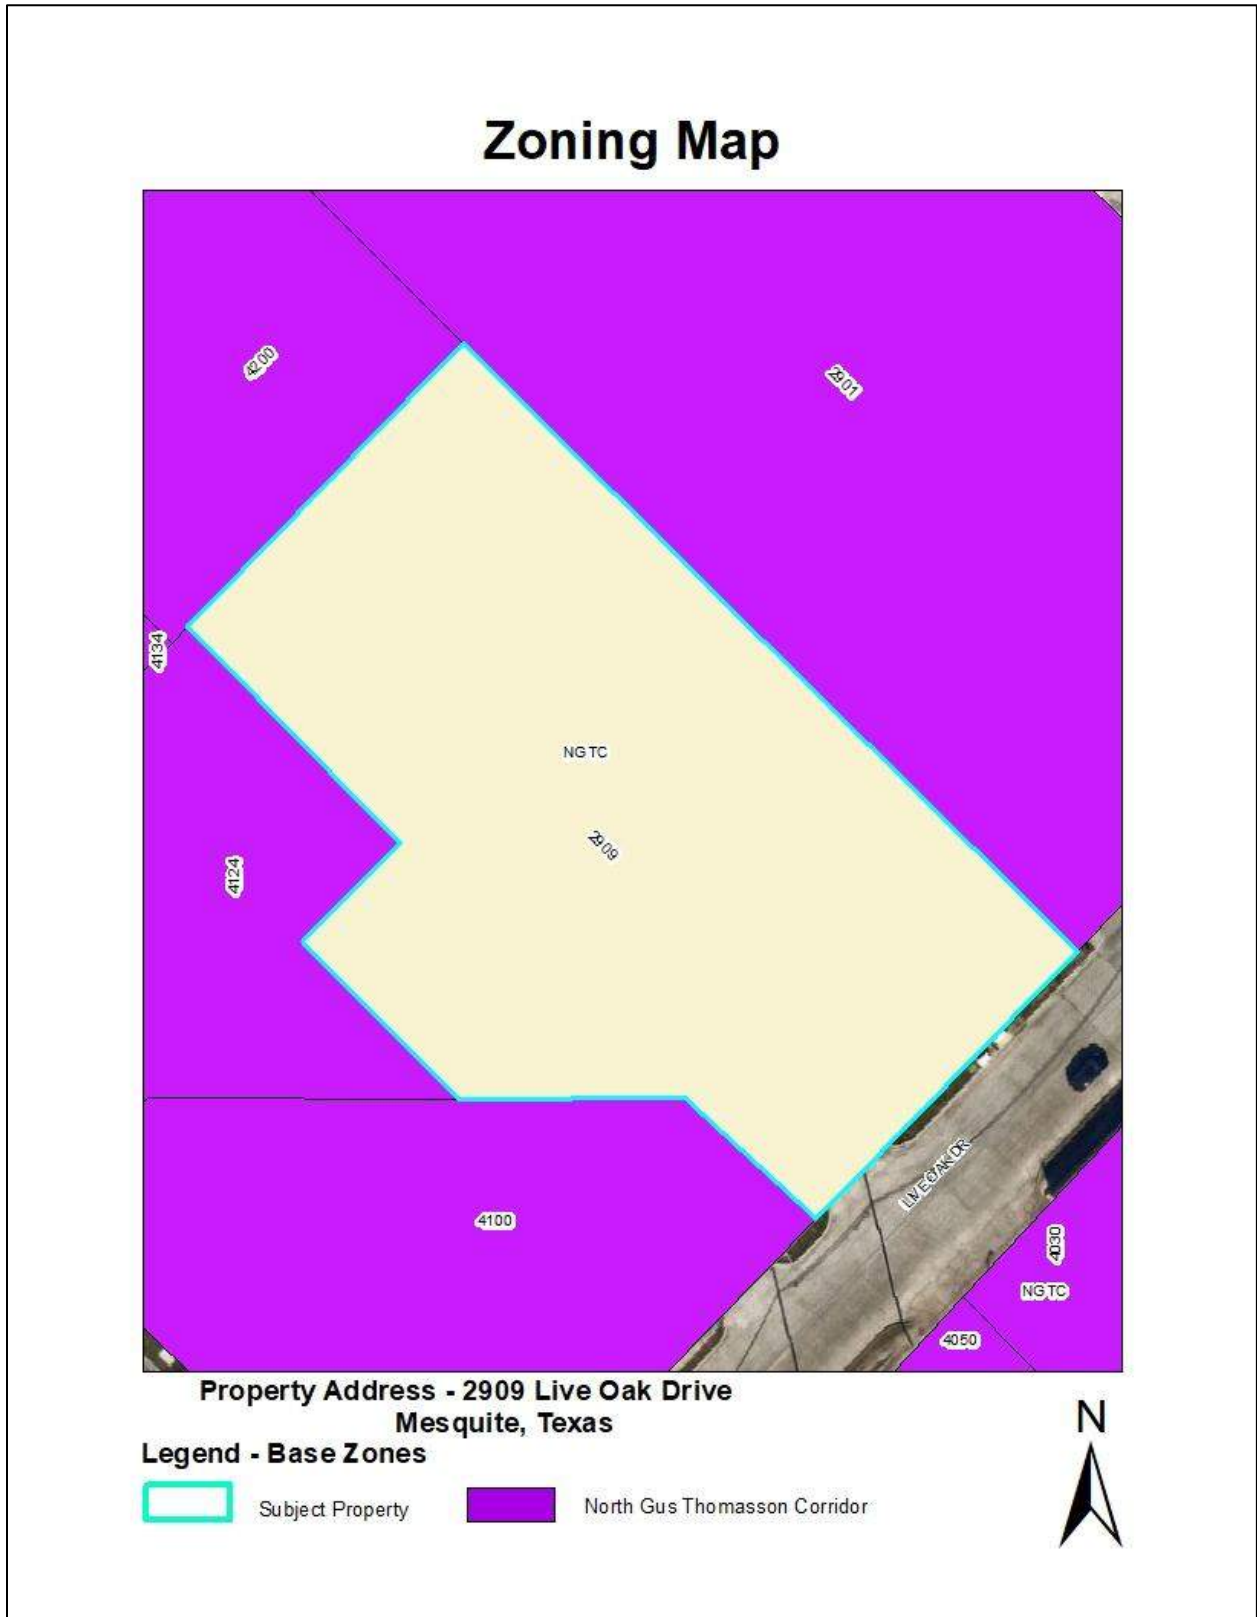 Zoning Map
4200
2901
4134
NGTC
2909
4124
LIVE OAK DR
4100
4030
NGTC
4050
Property Address - 2909 Live Oak Drive
Mesquite, Texas
N
Legend - Base Zones
Subject Property
North Gus Thomasson Corridor